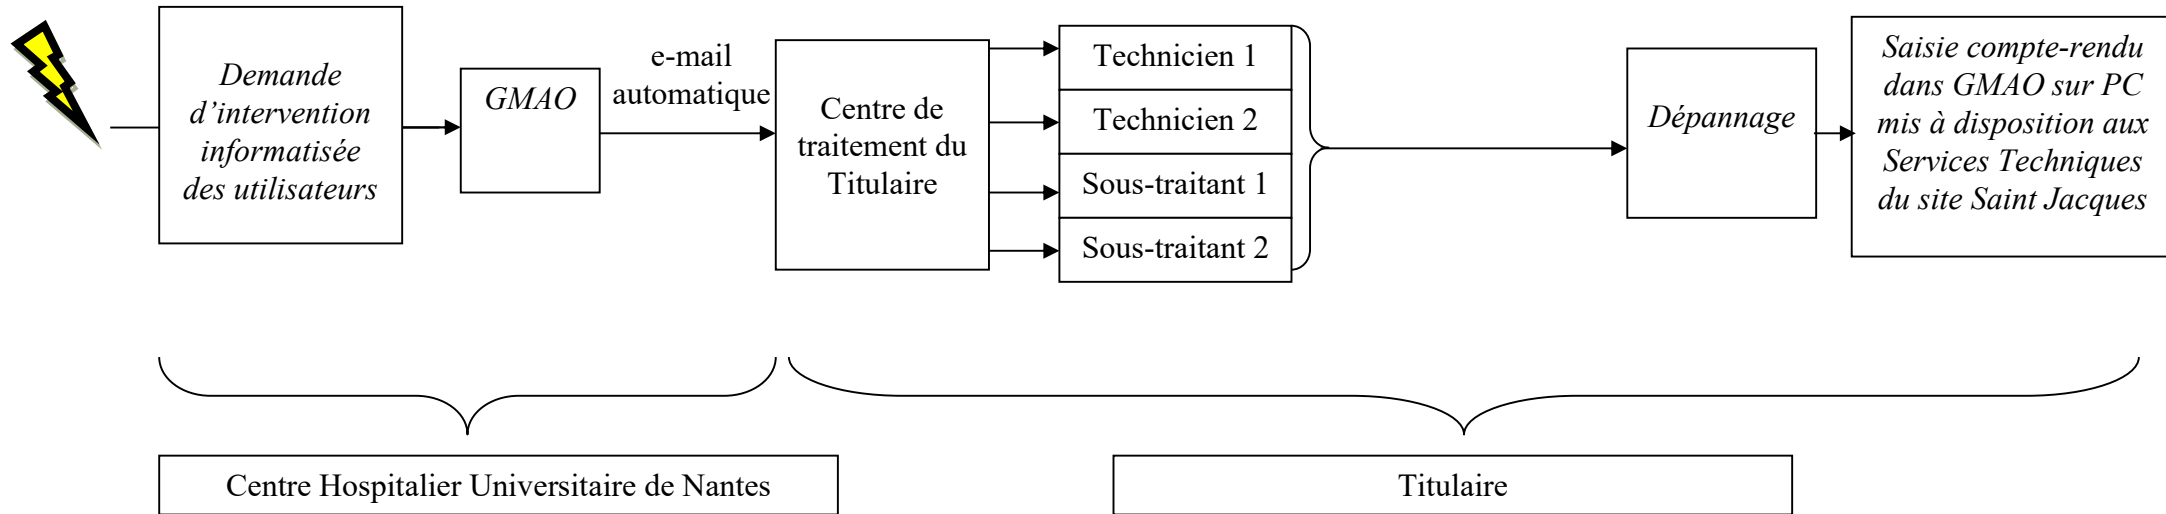 Demande
d’intervention
informatisée
des utilisateurs
GMAO
e-mail
automatique
Centre de
traitement du
Titulaire
Technicien 1
Technicien 2
Sous-traitant 1
Sous-traitant 2
Dépannage
Saisie compte-rendu
dans GMAO sur PC
mis à disposition aux
Services Techniques
du site Saint Jacques
Centre Hospitalier Universitaire de Nantes
Titulaire